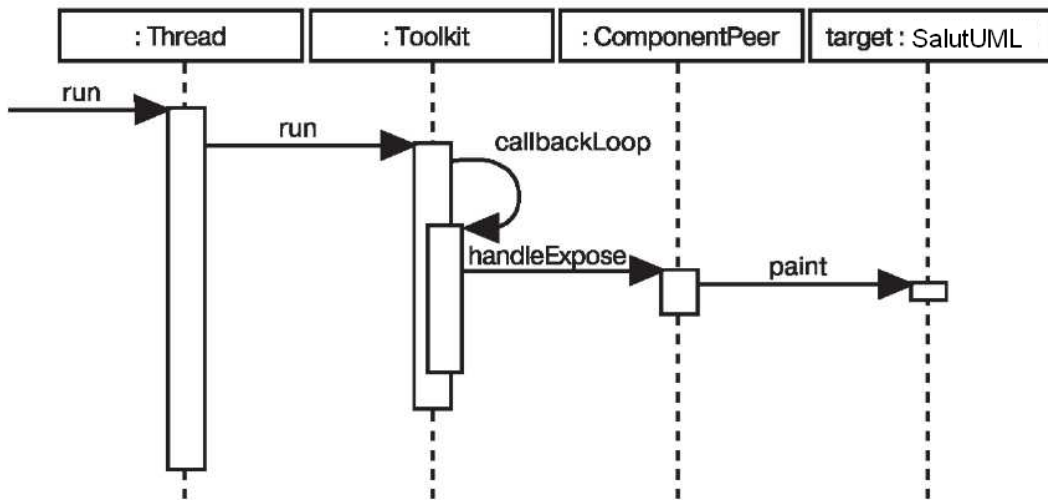 : Thread
: Toolkit
: ComponentPeer
target : SalutUML
run
run
callbackLoop
handleExpose
paint